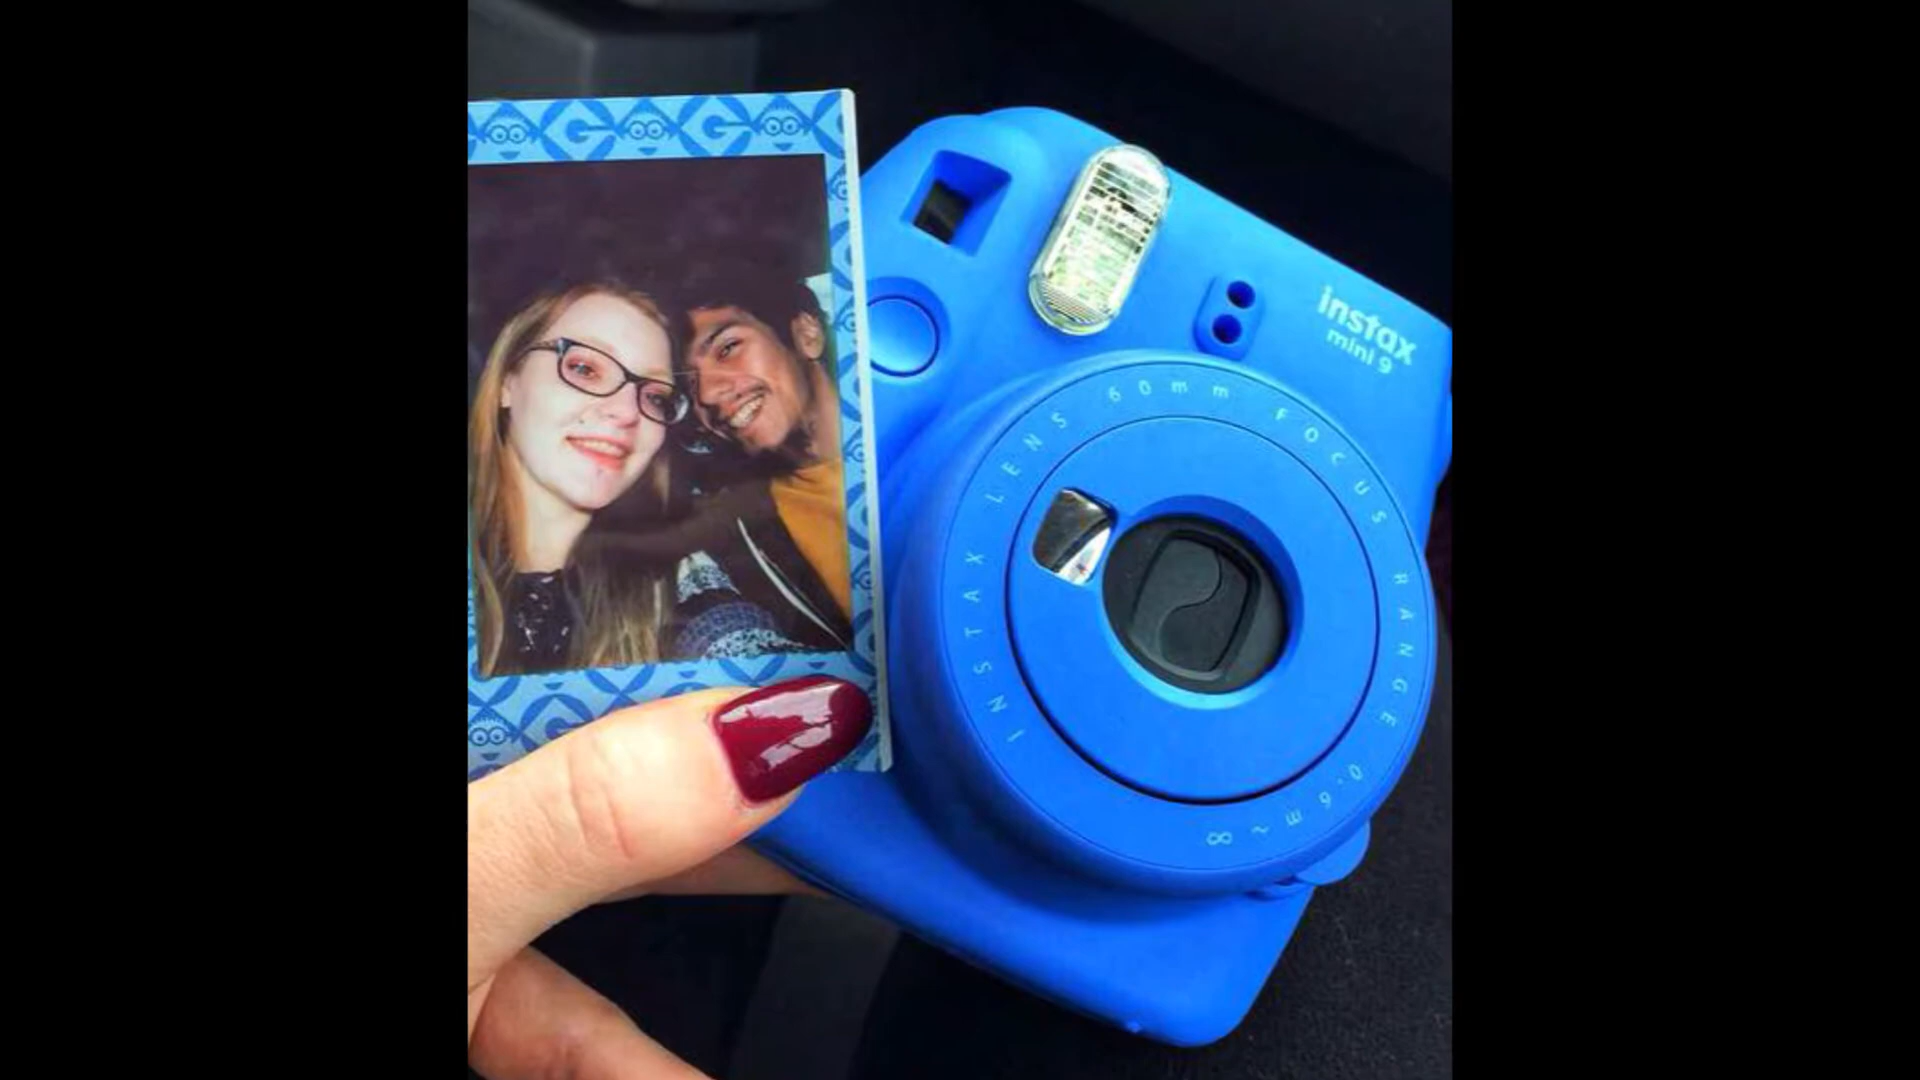 instax
mini 9
INSTAX LENS 60mm FOCUS RANGE 0.6m~∞
G G
G